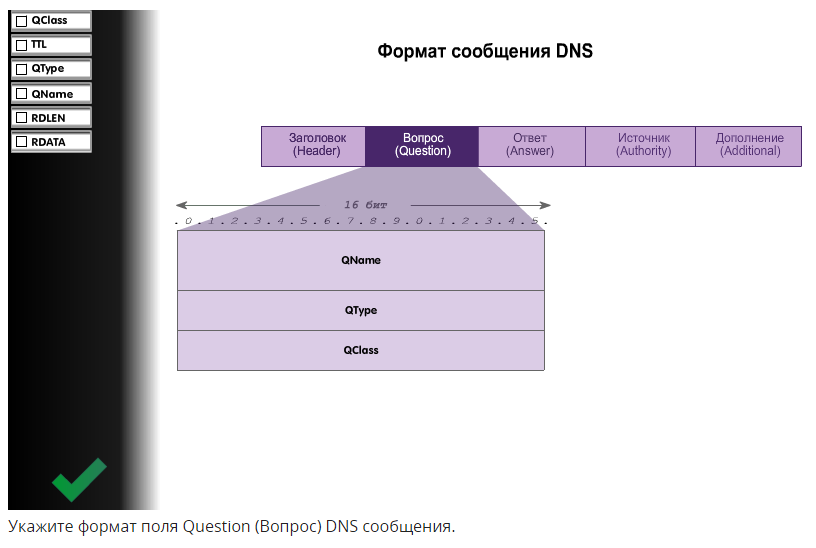 QClass
TTL
QType
QName
RDLEN
RDATA
Формат сообщения DNS
Заголовок
(Header)
Вопрос
(Question)
Ответ
(Answer)
Источник
(Authority)
Дополнение
(Additional)
16 бит
. 0 . 1 . 2 . 3 . 4 . 5 . 6 . 7 . 8 . 9 . 0 . 1 . 2 . 3 . 4 . 5 .
QName
QType
QClass
Укажите формат поля Question (Вопрос) DNS сообщения.